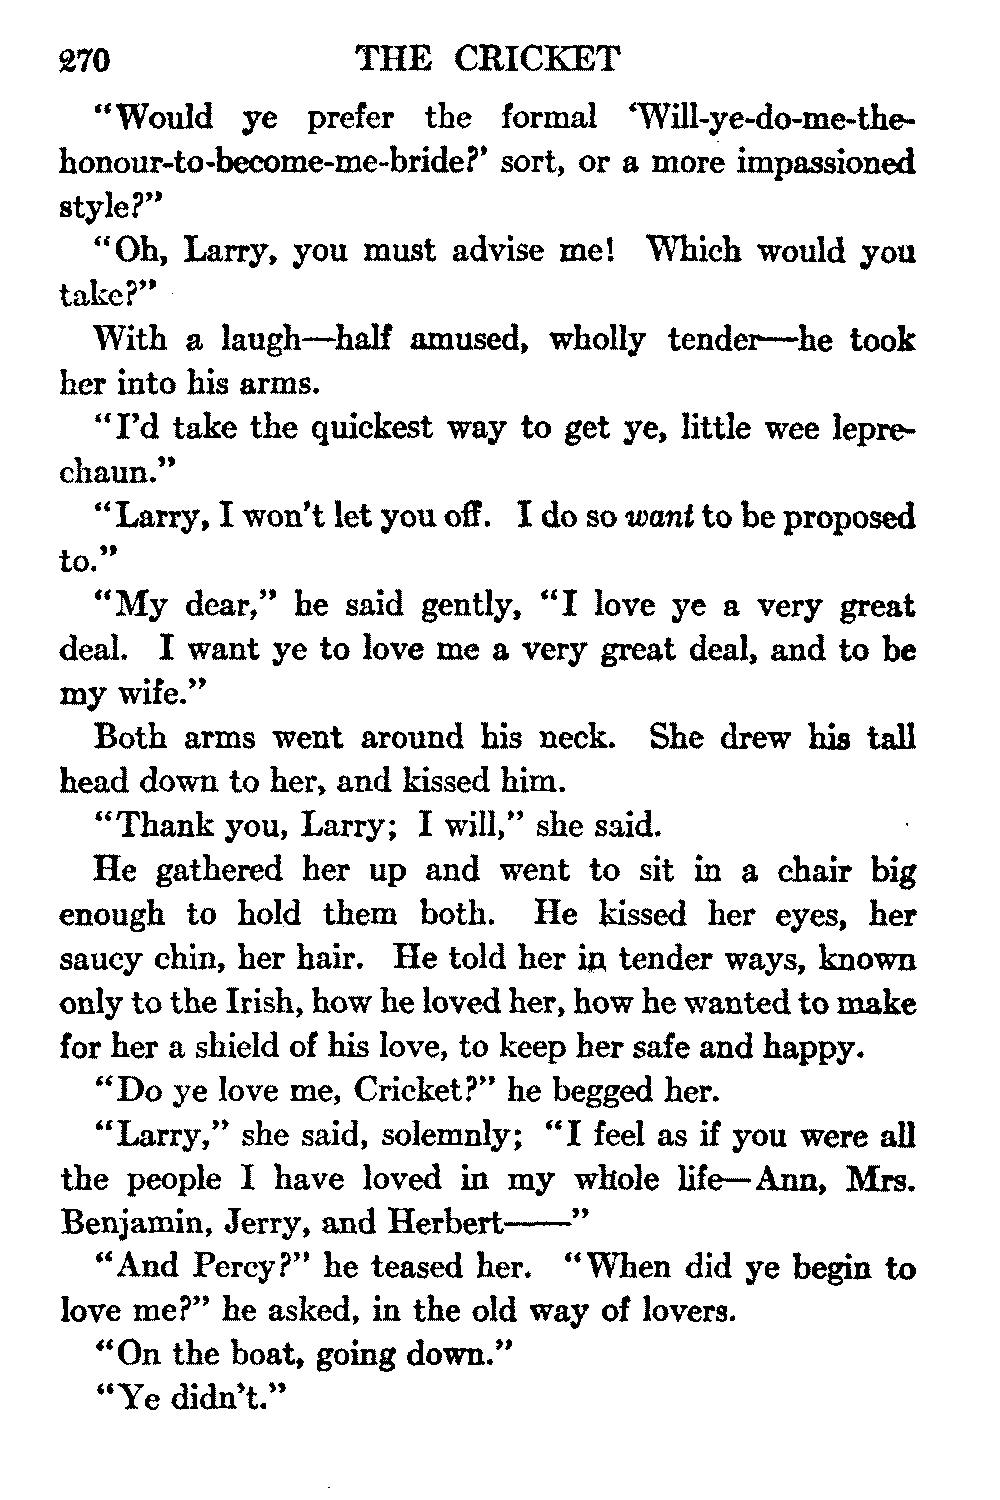 270 THE CRICKET
"Would ye prefer the formal 'Will-ye-do-me-the-
honour-to-become-me-bride?' sort, or a more impassioned
style?"
"Oh, Larry, you must advise me! Which would you
take?"
With a laugh—half amused, wholly tender—he took
her into his arms.
"I'd take the quickest way to get ye, little wee lepre-
chaun."
"Larry, I won't let you off. I do so want to be proposed
to."
"My dear," he said gently, "I love ye a very great
deal. I want ye to love me a very great deal, and to be
my wife."
Both arms went around his neck. She drew his tall
head down to her, and kissed him.
"Thank you, Larry; I will," she said.
He gathered her up and went to sit in a chair big
enough to hold them both. He kissed her eyes, her
saucy chin, her hair. He told her in tender ways, known
only to the Irish, how he loved her, how he wanted to make
for her a shield of his love, to keep her safe and happy.
"Do ye love me, Cricket?" he begged her.
"Larry," she said, solemnly; "I feel as if you were all
the people I have loved in my whole life—Ann, Mrs.
Benjamin, Jerry, and Herbert——"
"And Percy?" he teased her. "When did ye begin to
love me?" he asked, in the old way of lovers.
"On the boat, going down."
"Ye didn't."